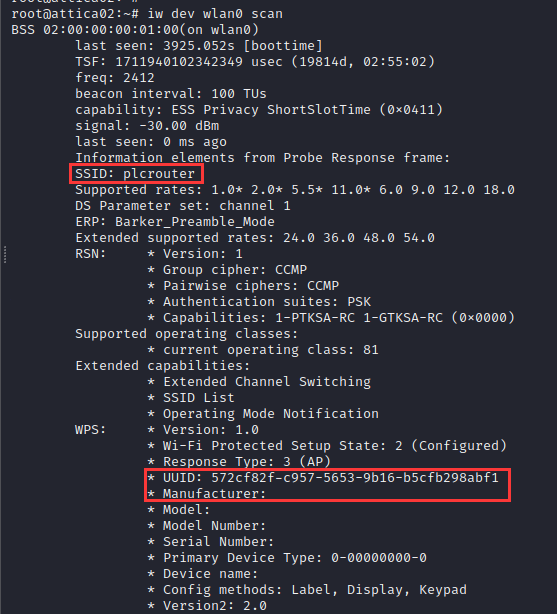 root@attica02:~# iw dev wlan0 scan
BSS 02:00:00:00:01:00(on wlan0)
last seen: 3925.052s [boottime]
TSF: 1711940102342349 usec (19814d, 02:55:02)
freq: 2412
beacon interval: 100 TUs
capability: ESS Privacy ShortSlotTime (0×0411)
signal: -30.00 dBm
last seen: 0 ms ago
Information elements from Probe Response frame:
SSID: plcrouter
Supported rates: 1.0* 2.0* 5.5* 11.0* 6.0 9.0 12.0 18.0
DS Parameter set: channel 1
ERP: Barker_Preamble_Mode
Extended supported rates: 24.0 36.0 48.0 54.0
RSN: * Version: 1
* Group cipher: CCMP
* Pairwise ciphers: CCMP
* Authentication suites: PSK
* Capabilities: 1-PTKSA-RC 1-GTKSA-RC (0×0000)
Supported operating classes:
* current operating class: 81
Extended capabilities:
* Extended Channel Switching
* SSID List
* Operating Mode Notification
WPS: * Version: 1.0
* Wi-Fi Protected Setup State: 2 (Configured)
* Response Type: 3 (AP)
* UUID: 572cf82f-c957-5653-9b16-b5cfb298abf1
* Manufacturer:
* Model:
* Model Number:
* Serial Number:
* Primary Device Type: 0-00000000-0
* Device name:
* Config methods: Label, Display, Keypad
* Version2: 2.0